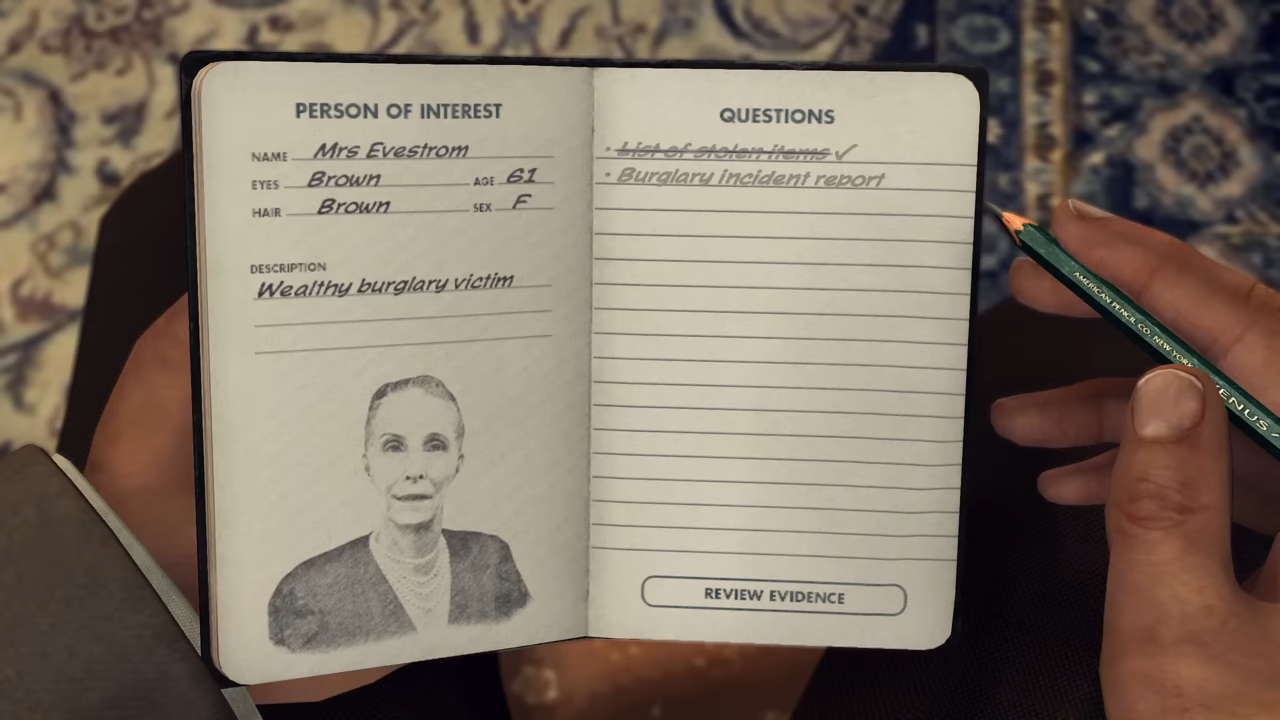 PERSON OF INTEREST
NAME Mrs Evestrom
EYES Brown AGE 61
HAIR Brown SEX F
DESCRIPTION
Wealthy burglary victim
QUESTIONS
• List of stolen items ✓
• Burglary incident report
REVIEW EVIDENCE
AMERICAN PENCIL CO. NEW YORK
VENUS